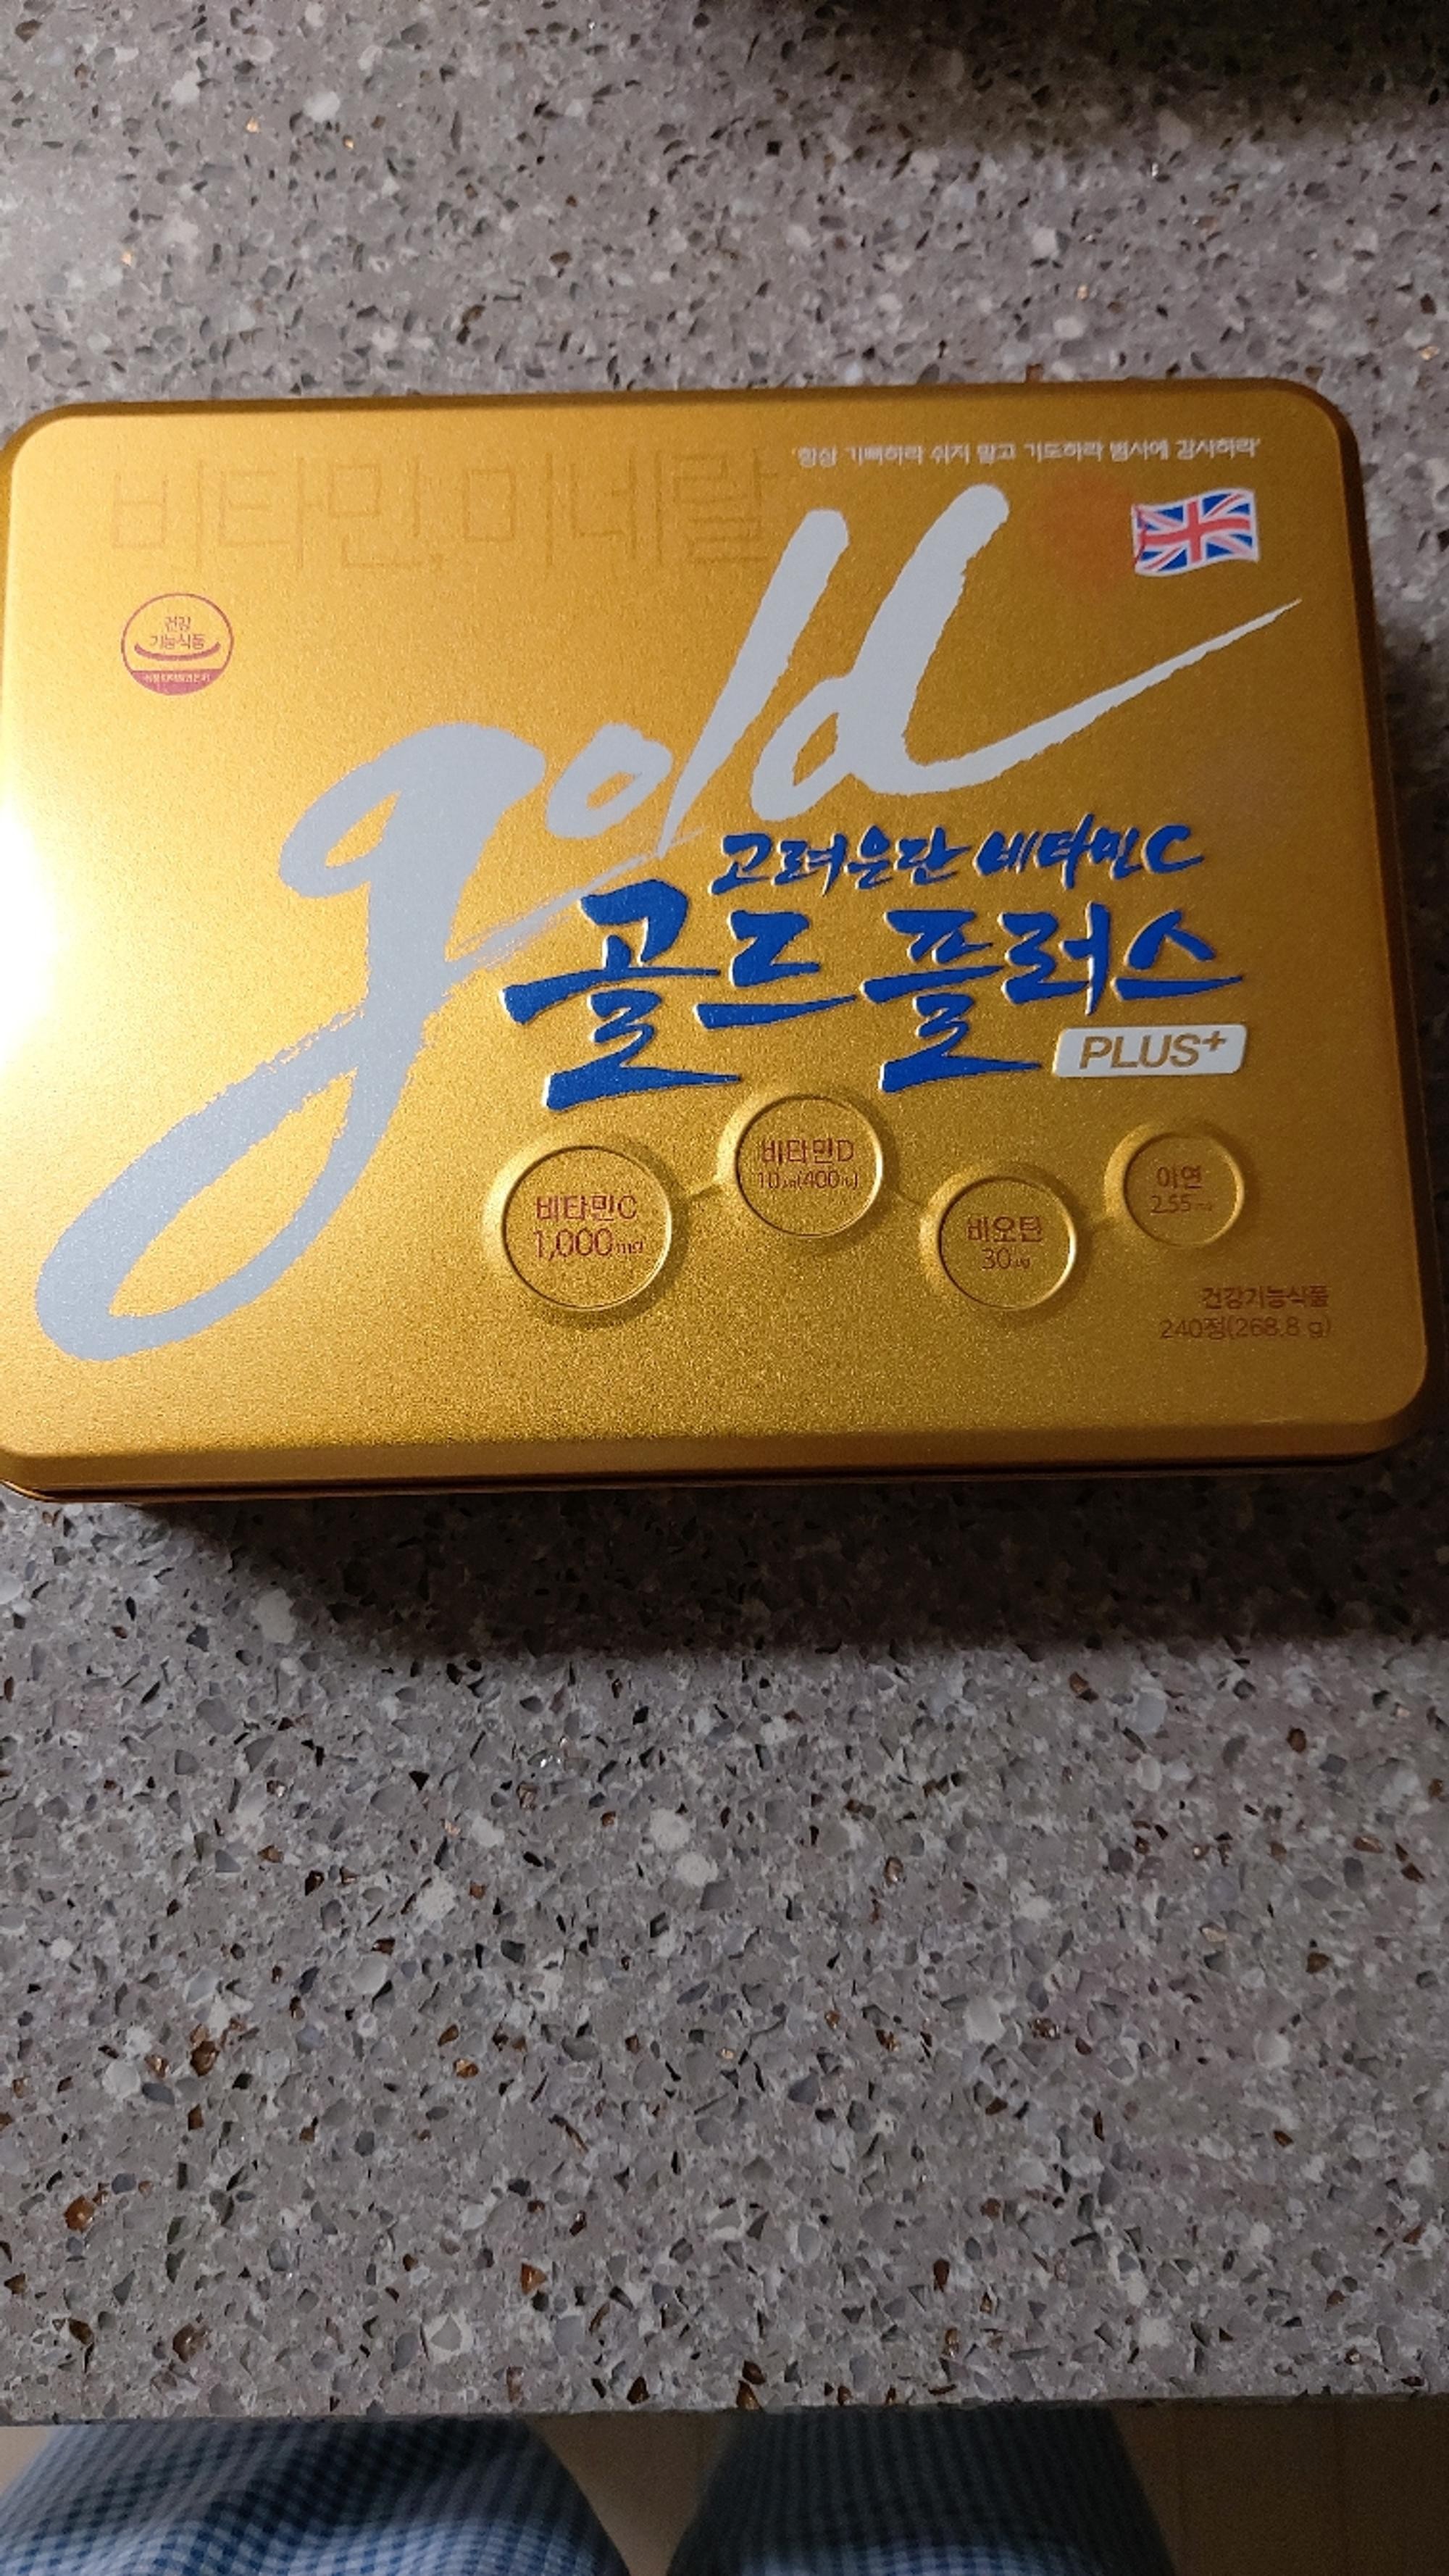 '항상 기뻐하라 쉬지 말고 기도하라 범사에 감사하라'
비타민, 미네랄
건강
기능식품
gold
고려은단 비타민C
골드 플러스
PLUS+
비타민C
1,000mg
비타민D
10㎍(400IU)
비오틴
30㎍
아연
2.55mg
건강기능식품
240정(268.8 g)